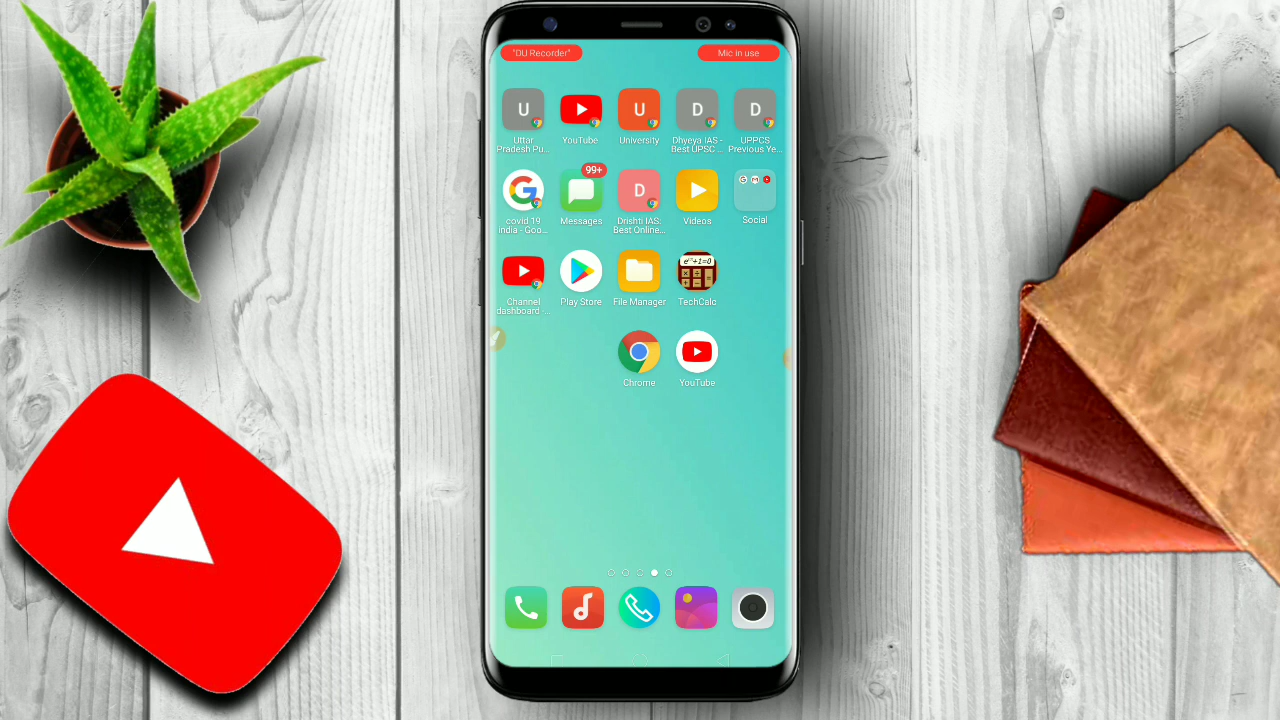 "DU Recorder"
Mic in use
U
U
D
D
Uttar
Pradesh Pu...
YouTube
University
Dhyeya IAS -
Best UPSC ...
UPPCS
Previous Ye...
99+
D
covid 19
india - Goo...
Messages
Drishti IAS:
Best Online...
Videos
Social
Channel
dashboard -...
Play Store
File Manager
TechCalc
Chrome
YouTube